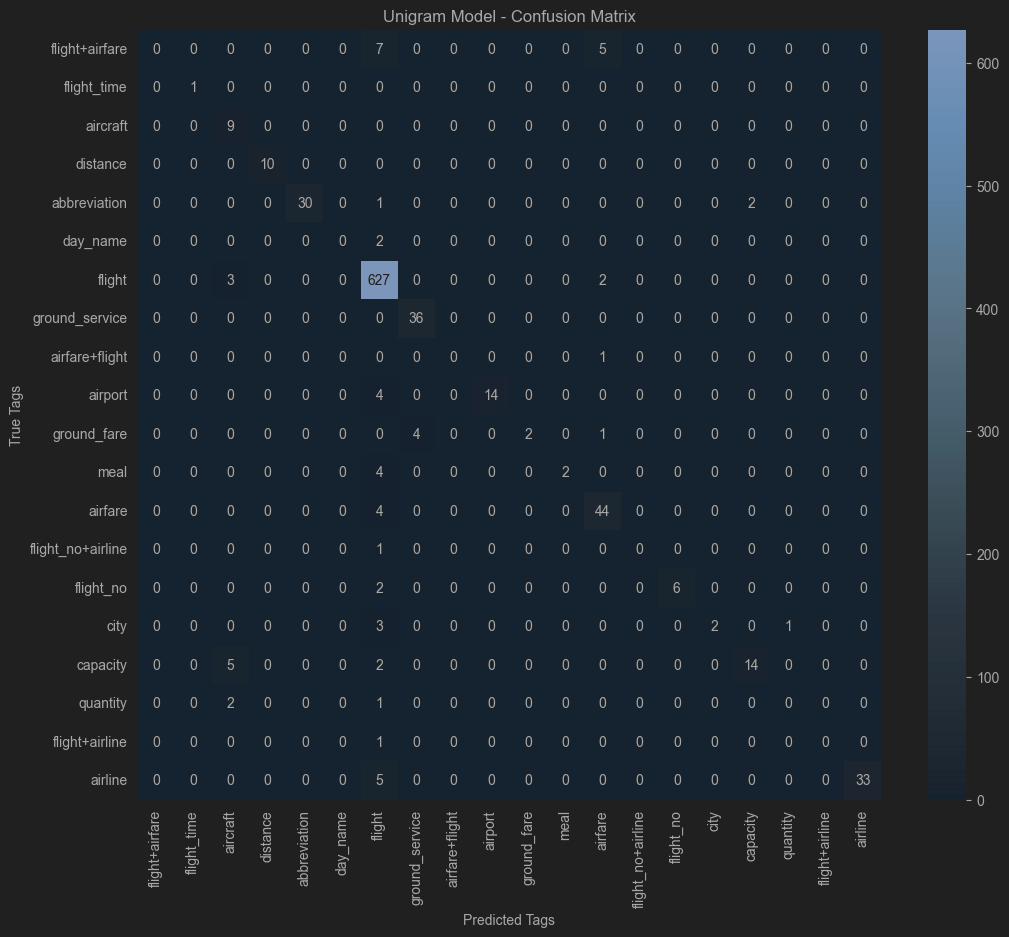 Unigram Model - Confusion Matrix
flight+airfare 0 0 0 0 0 0 7 0 0 0 0 0 5 0 0 0 0 0 0 0
flight_time 0 1 0 0 0 0 0 0 0 0 0 0 0 0 0 0 0 0 0 0
aircraft 0 0 9 0 0 0 0 0 0 0 0 0 0 0 0 0 0 0 0 0
distance 0 0 0 10 0 0 0 0 0 0 0 0 0 0 0 0 0 0 0 0
abbreviation 0 0 0 0 30 0 1 0 0 0 0 0 0 0 0 0 2 0 0 0
day_name 0 0 0 0 0 0 2 0 0 0 0 0 0 0 0 0 0 0 0 0
flight 0 0 3 0 0 0 627 0 0 0 0 0 2 0 0 0 0 0 0 0
ground_service 0 0 0 0 0 0 0 36 0 0 0 0 0 0 0 0 0 0 0 0
airfare+flight 0 0 0 0 0 0 0 0 0 0 0 0 1 0 0 0 0 0 0 0
airport 0 0 0 0 0 0 4 0 0 14 0 0 0 0 0 0 0 0 0 0
ground_fare 0 0 0 0 0 0 0 4 0 0 2 0 1 0 0 0 0 0 0 0
meal 0 0 0 0 0 0 4 0 0 0 0 2 0 0 0 0 0 0 0 0
airfare 0 0 0 0 0 0 4 0 0 0 0 0 44 0 0 0 0 0 0 0
flight_no+airline 0 0 0 0 0 0 1 0 0 0 0 0 0 0 0 0 0 0 0 0
flight_no 0 0 0 0 0 0 2 0 0 0 0 0 0 0 6 0 0 0 0 0
city 0 0 0 0 0 0 3 0 0 0 0 0 0 0 0 2 0 1 0 0
capacity 0 0 5 0 0 0 2 0 0 0 0 0 0 0 0 0 14 0 0 0
quantity 0 0 2 0 0 0 1 0 0 0 0 0 0 0 0 0 0 0 0 0
flight+airline 0 0 0 0 0 0 1 0 0 0 0 0 0 0 0 0 0 0 0 0
airline 0 0 0 0 0 0 5 0 0 0 0 0 0 0 0 0 0 0 0 33
True Tags
flight+airfare
flight_time
aircraft
distance
abbreviation
day_name
flight
ground_service
airfare+flight
airport
ground_fare
meal
airfare
flight_no+airline
flight_no
city
capacity
quantity
flight+airline
airline
Predicted Tags
600
500
400
300
200
100
0